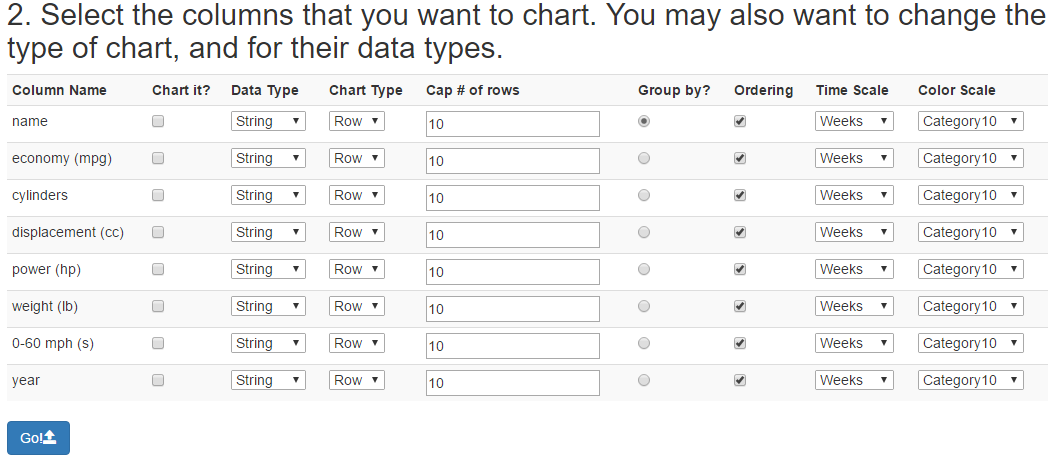 2. Select the columns that you want to chart. You may also want to change the
type of chart, and for their data types.
Column Name Chart it? Data Type Chart Type Cap # of rows Group by? Ordering Time Scale Color Scale
name String Row 10 Weeks Category10
economy (mpg) String Row 10 Weeks Category10
cylinders String Row 10 Weeks Category10
displacement (cc) String Row 10 Weeks Category10
power (hp) String Row 10 Weeks Category10
weight (lb) String Row 10 Weeks Category10
0-60 mph (s) String Row 10 Weeks Category10
year String Row 10 Weeks Category10
Go!